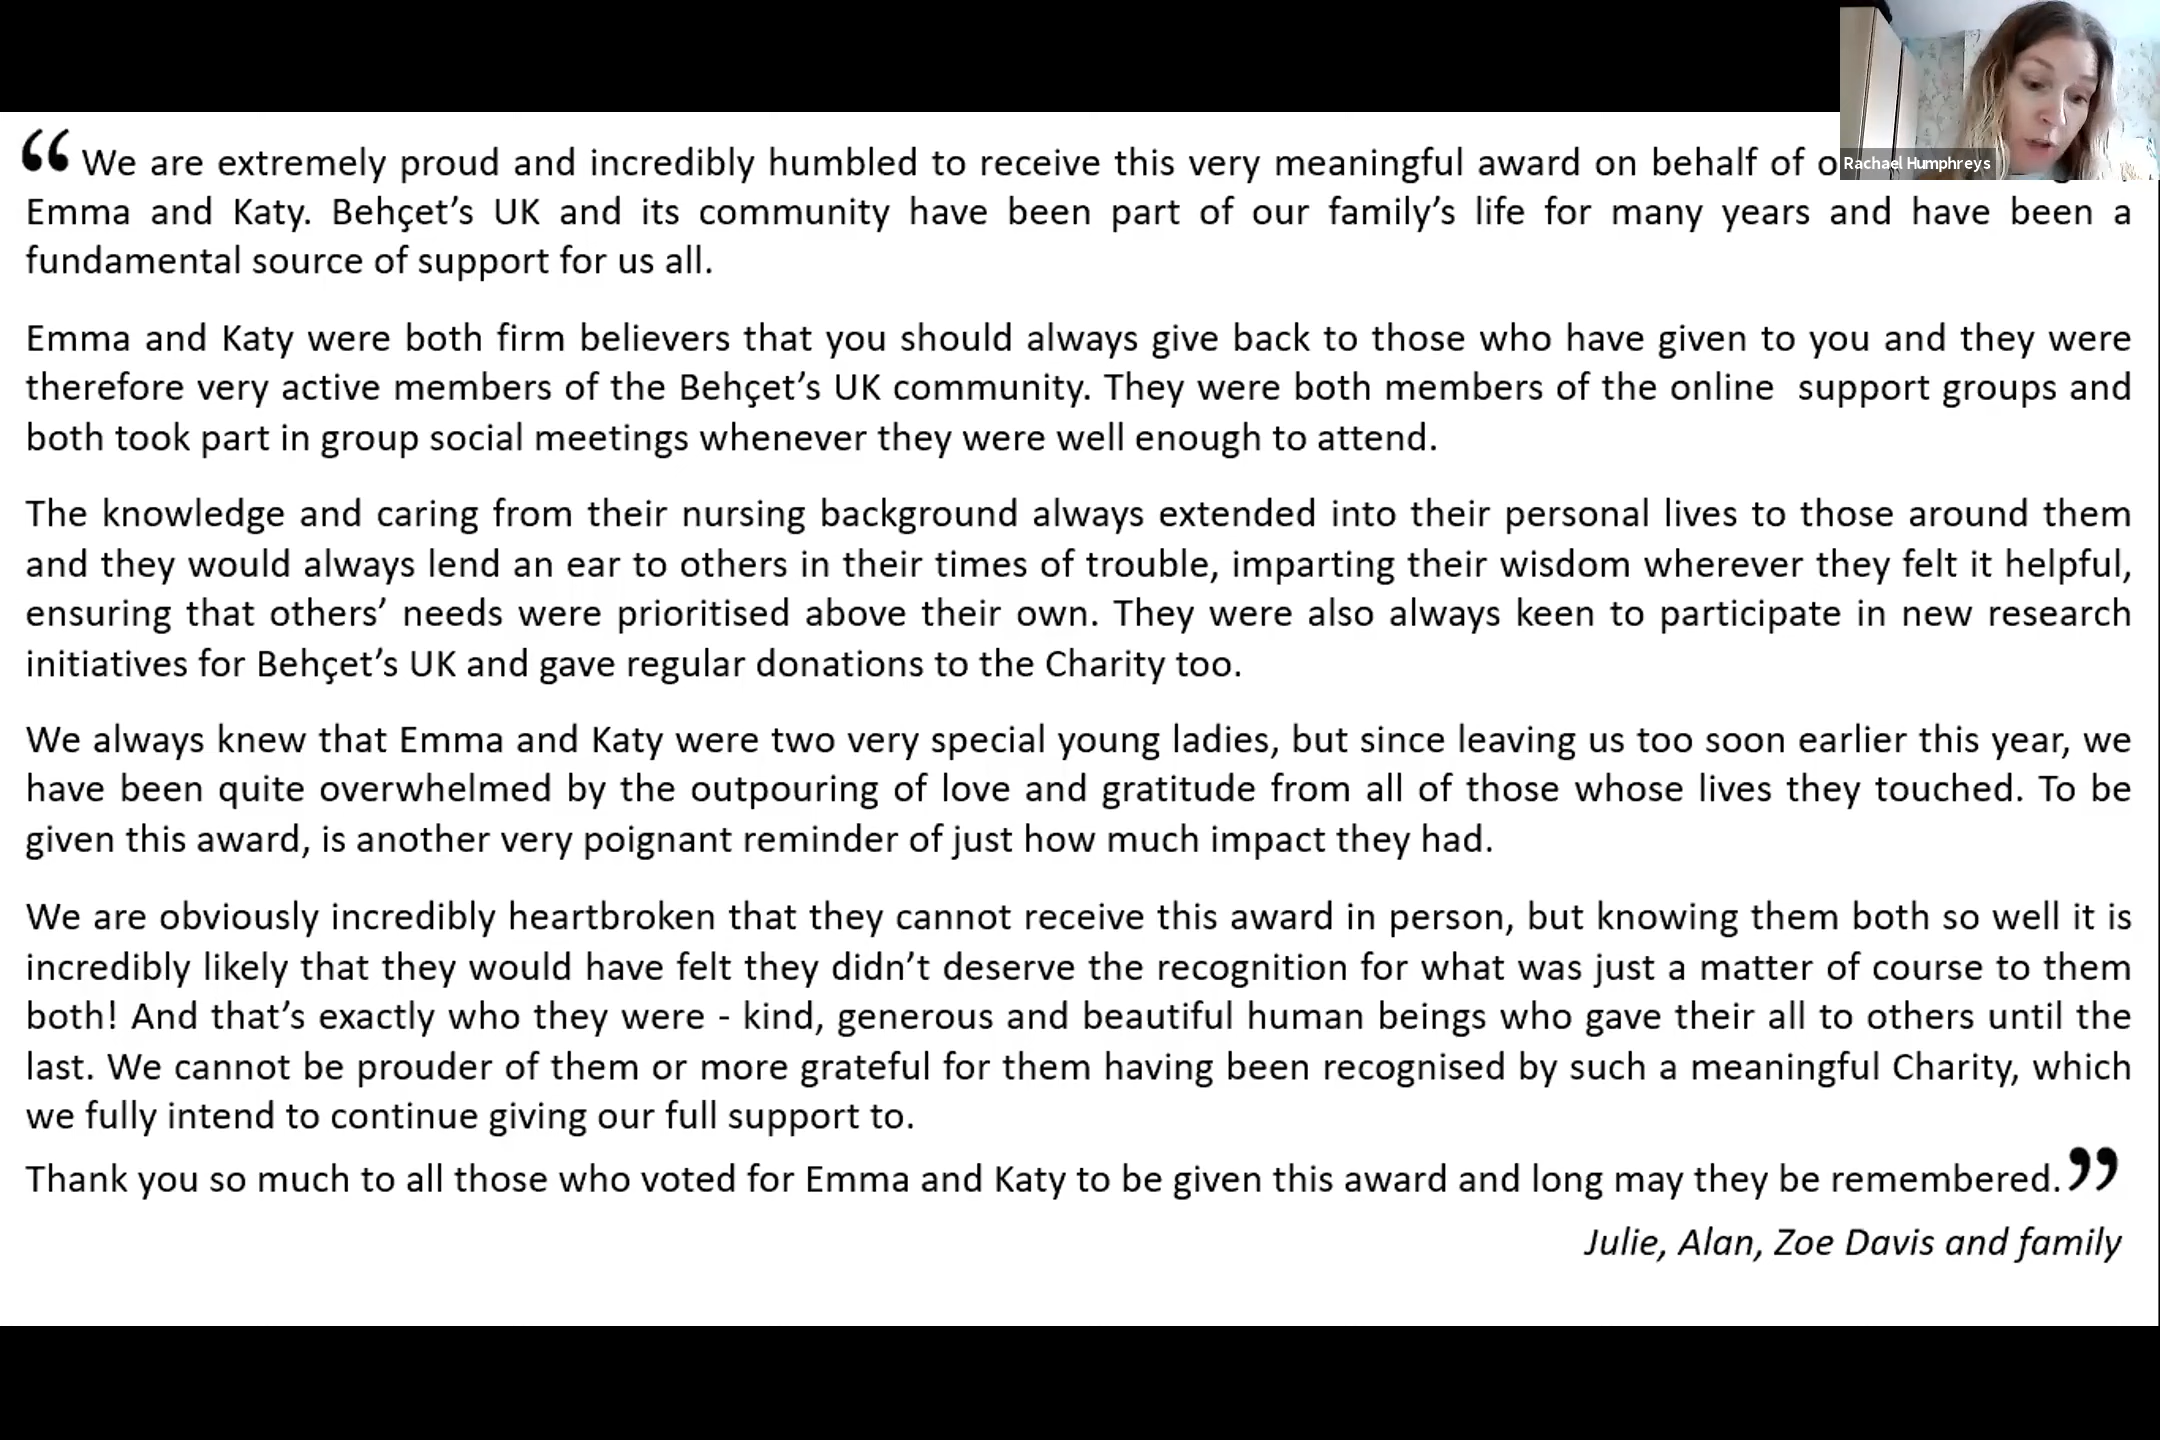 “ We are extremely proud and incredibly humbled to receive this very meaningful award on behalf of
Rachael Humphreys
Emma and Katy. Behçet’s UK and its community have been part of our family’s life for many years and have been a
fundamental source of support for us all.
Emma and Katy were both firm believers that you should always give back to those who have given to you and they were
therefore very active members of the Behçet’s UK community. They were both members of the online  support groups and
both took part in group social meetings whenever they were well enough to attend.
The knowledge and caring from their nursing background always extended into their personal lives to those around them
and they would always lend an ear to others in their times of trouble, imparting their wisdom wherever they felt it helpful,
ensuring that others’ needs were prioritised above their own. They were also always keen to participate in new research
initiatives for Behçet’s UK and gave regular donations to the Charity too.
We always knew that Emma and Katy were two very special young ladies, but since leaving us too soon earlier this year, we
have been quite overwhelmed by the outpouring of love and gratitude from all of those whose lives they touched. To be
given this award, is another very poignant reminder of just how much impact they had.
We are obviously incredibly heartbroken that they cannot receive this award in person, but knowing them both so well it is
incredibly likely that they would have felt they didn’t deserve the recognition for what was just a matter of course to them
both! And that’s exactly who they were - kind, generous and beautiful human beings who gave their all to others until the
last. We cannot be prouder of them or more grateful for them having been recognised by such a meaningful Charity, which
we fully intend to continue giving our full support to.
Thank you so much to all those who voted for Emma and Katy to be given this award and long may they be remembered.”
Julie, Alan, Zoe Davis and family